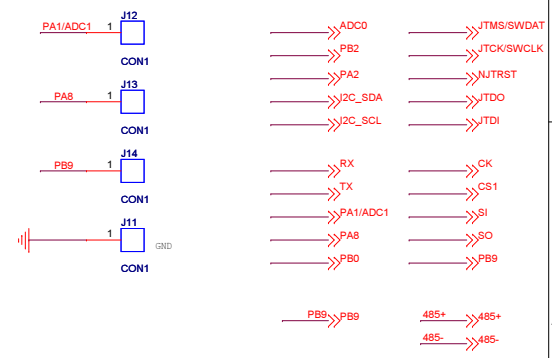 J12
PA1/ADC1 1
CON1
J13
PA8 1
CON1
J14
PB9 1
CON1
J11
1
GND
CON1
ADC0
PB2
PA2
I2C_SDA
I2C_SCL
RX
TX
PA1/ADC1
PA8
PB0
PB9 PB9
JTMS/SWDAT
JTCK/SWCLK
NJTRST
JTDO
JTDI
CK
CS1
SI
SO
PB9
485+ 485+
485- 485-